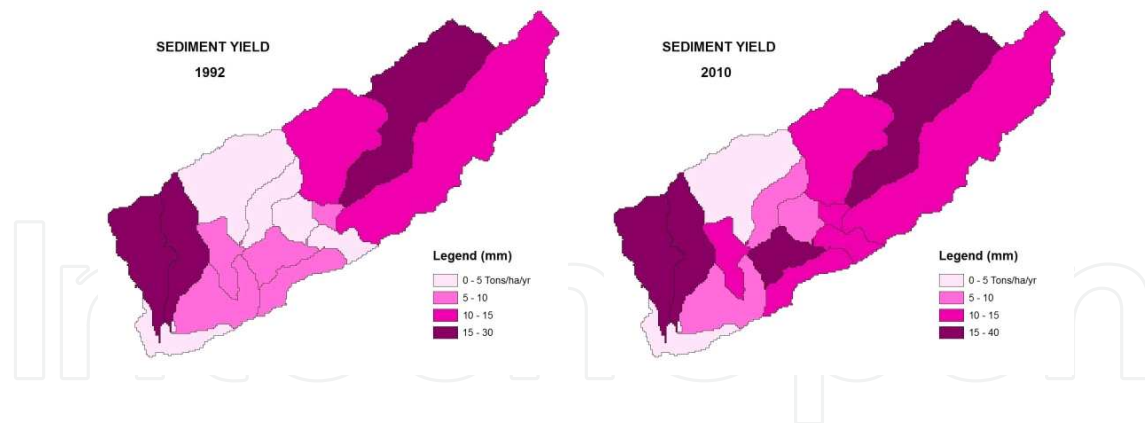 SEDIMENT YIELD
1992
Legend (mm)
0 - 5 Tons/ha/yr
5 - 10
10 - 15
15 - 30
SEDIMENT YIELD
2010
Legend (mm)
0 - 5 Tons/ha/yr
5 - 10
10 - 15
15 - 40